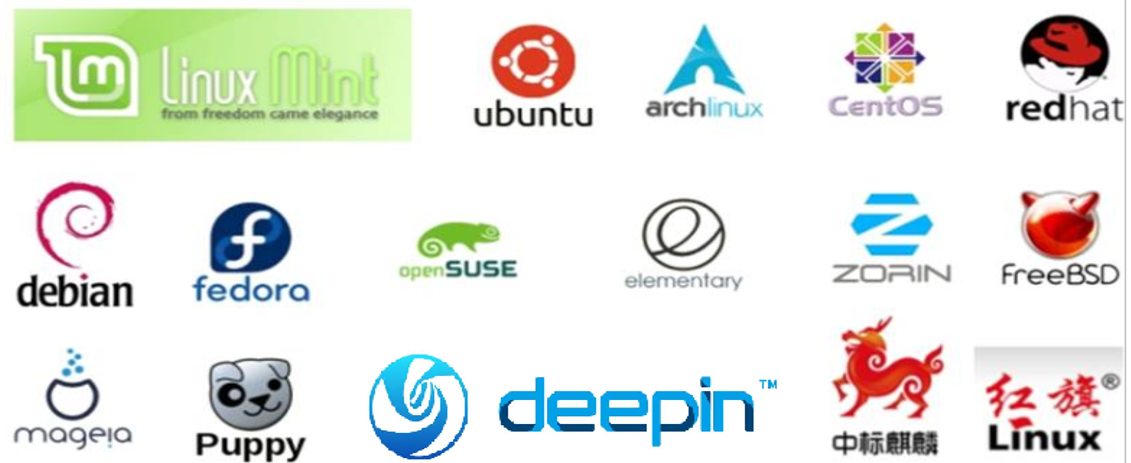 Linux Mint
from freedom came elegance
ubuntu
archlinux
CentOS
redhat
debian
fedora
openSUSE
elementary
ZORIN
FreeBSD
mageia
Puppy
deepin™
中标麒麟
红旗®
Linux